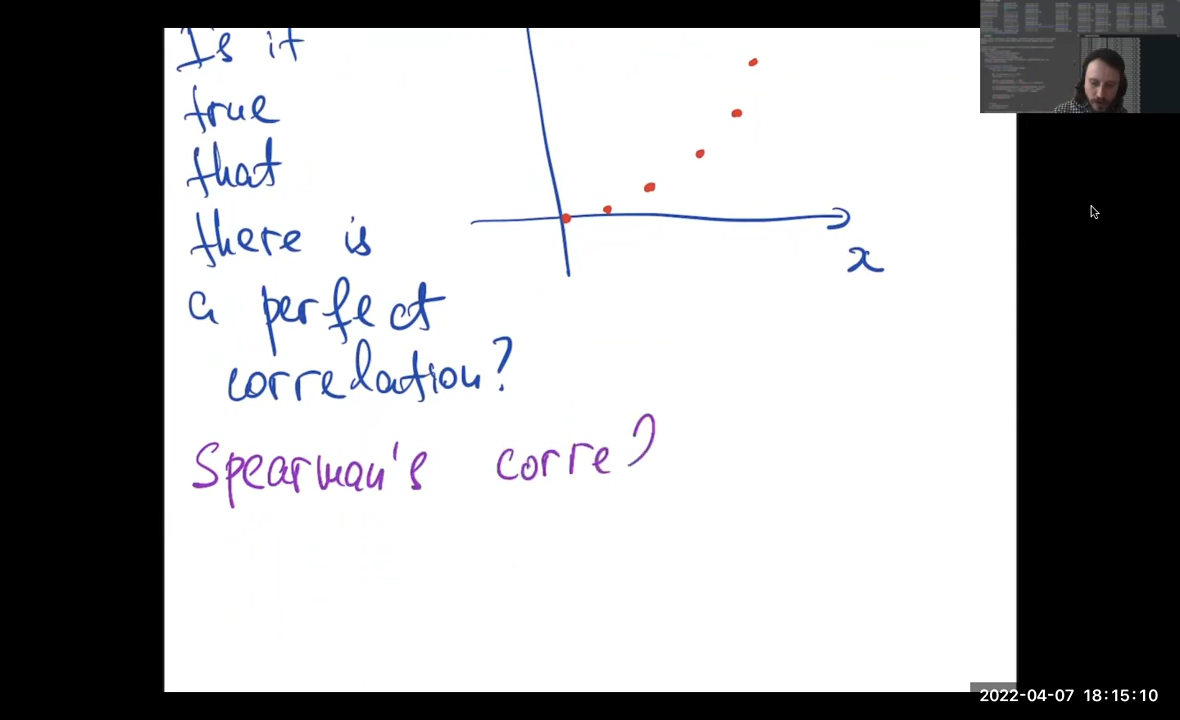 Is it
true
that
there is
a perfect
correlation?
x
Spearman's corre
2022-04-07 18:15:10